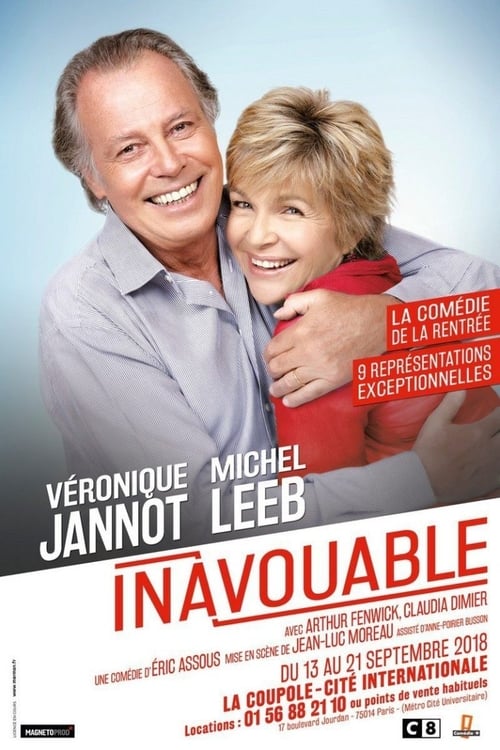 LA COMÉDIE
DE LA RENTRÉE
9 REPRÉSENTATIONS
EXCEPTIONNELLES
VÉRONIQUE
JANNOT
MICHEL
LEEB
INAVOUABLE
AVEC ARTHUR FENWICK, CLAUDIA DIMIER
UNE COMÉDIE D'ÉRIC ASSOUS MISE EN SCÈNE DE JEAN-LUC MOREAU ASSISTÉ D'ANNE-POIRIER BUSSON
DU 13 AU 21 SEPTEMBRE 2018
LA COUPOLE - CITÉ INTERNATIONALE
Locations : 01 56 88 21 10 ou points de vente habituels
17 boulevard Jourdan - 75014 Paris - (Métro Cité Universitaire)
MAGNETOPROD
C8
Comédie+